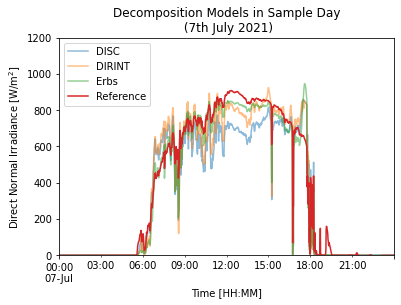 Decomposition Models in Sample Day
(7th July 2021)
Direct Normal Irradiance [W/m²]
1200
1000
800
600
400
200
0
DISC
DIRINT
Erbs
Reference
00:00 03:00 06:00 09:00 12:00 15:00 18:00 21:00
07-Jul
Time [HH:MM]